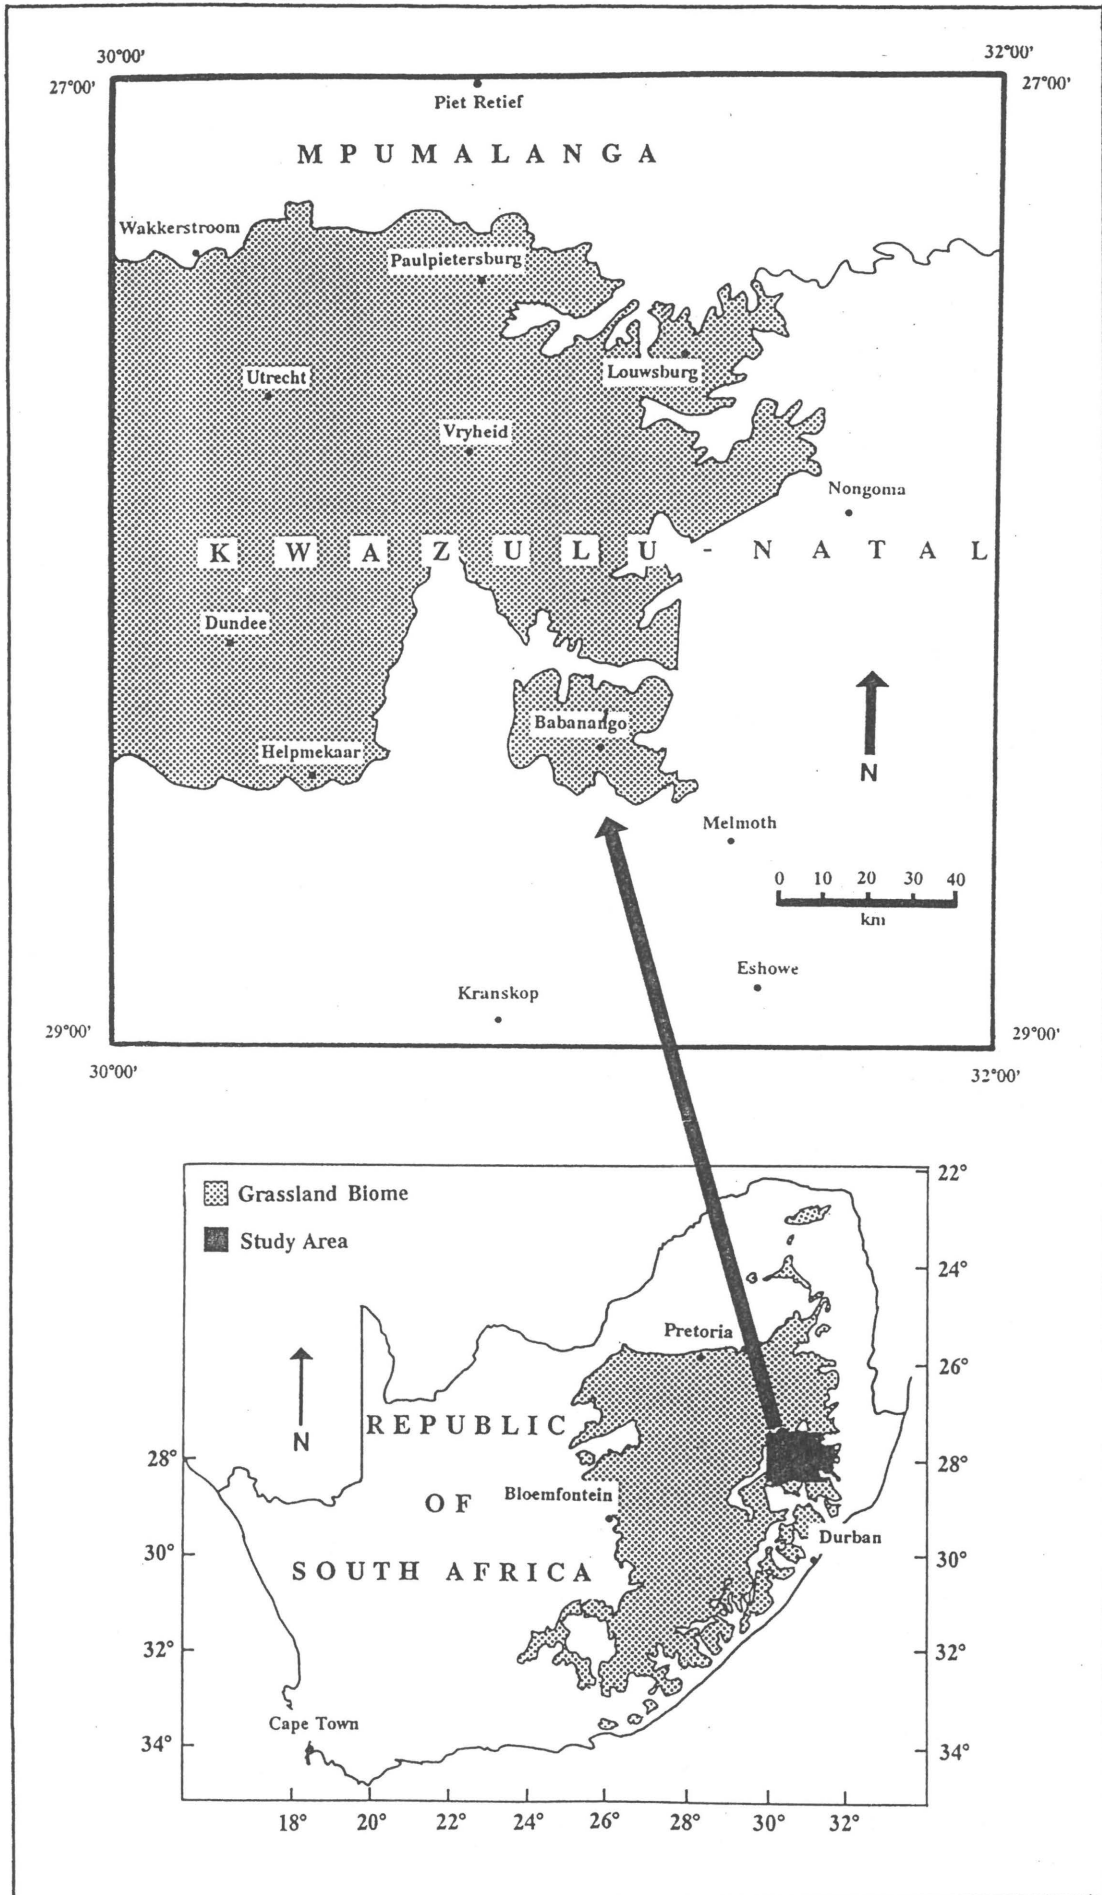 30°00' 32°00'
27°00' 27°00'
Piet Retief
MPUMALANGA
Wakkerstroom
Paulpietersburg
Louwsburg
Utrecht
Vryheid
Nongoma
KWAZULU - NATAL
Dundee
Babanango
Helpmekaar
N
Melmoth
0 10 20 30 40
km
Eshowe
Kranskop
29°00' 29°00'
30°00' 32°00'
Grassland Biome
Study Area
22°
24°
Pretoria
26°
N
REPUBLIC
28° 28°
Bloemfontein
OF
Durban
30° 30°
SOUTH AFRICA
32° 32°
Cape Town
34° 34°
18° 20° 22° 24° 26° 28° 30° 32°